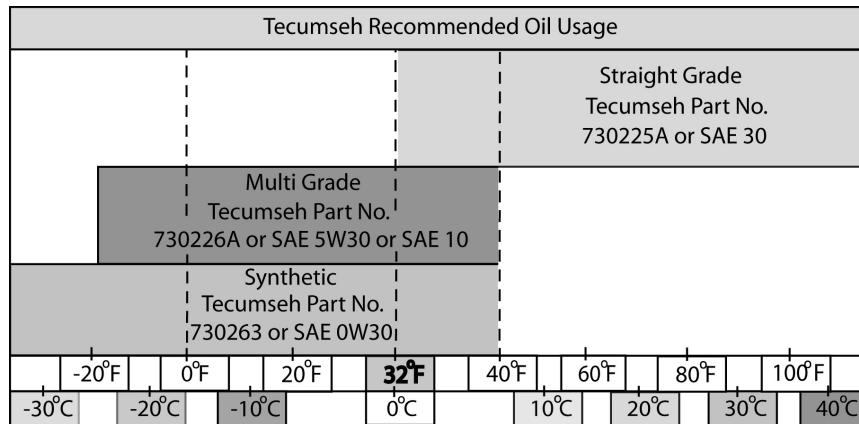 Tecumseh Recommended Oil Usage
Straight Grade
Tecumseh Part No.
730225A or SAE 30
Multi Grade
Tecumseh Part No.
730226A or SAE 5W30 or SAE 10
Synthetic
Tecumseh Part No.
730263 or SAE 0W30
-20°F 0°F 20°F 32°F 40°F 60°F 80°F 100°F
-30°C -20°C -10°C 0°C 10°C 20°C 30°C 40°C